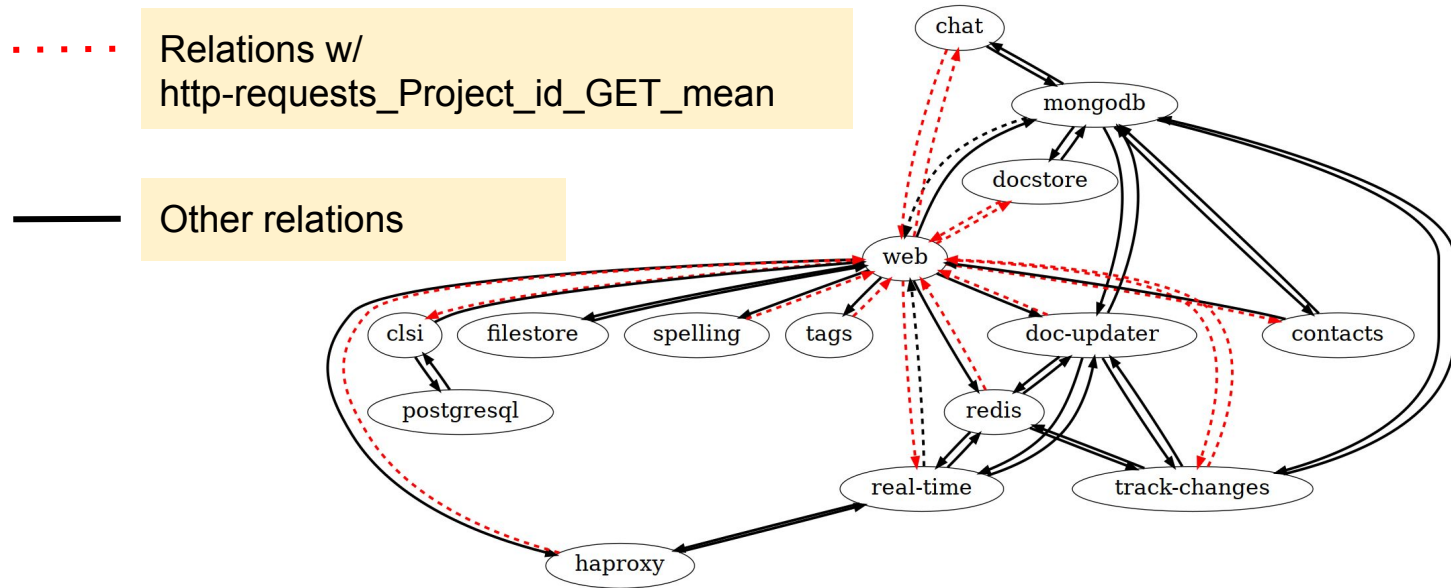 Relations w/
http-requests_Project_id_GET_mean
Other relations
chat
mongodb
docstore
web
clsi
filestore
spelling
tags
doc-updater
contacts
postgresql
redis
real-time
track-changes
haproxy